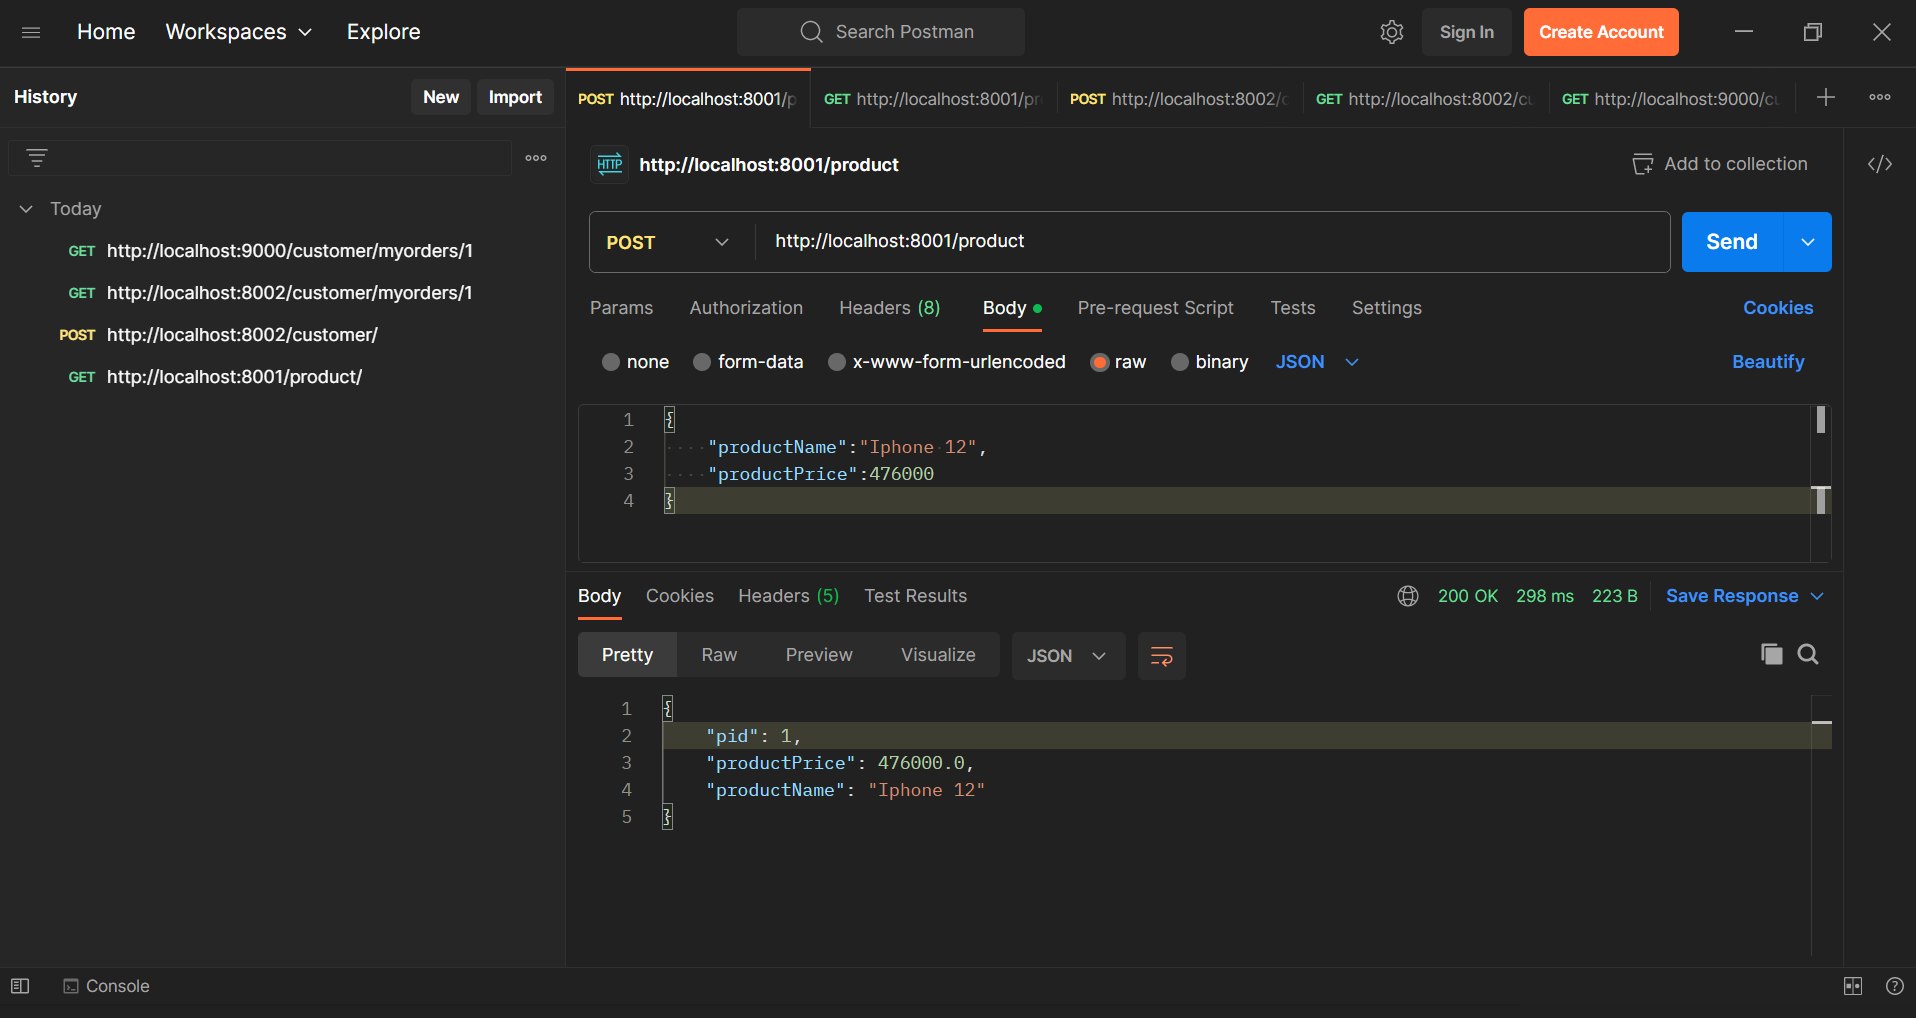 Home Workspaces Explore Search Postman Sign In Create Account
History New Import
POST http://localhost:8001/p GET http://localhost:8001/pr POST http://localhost:8002/c GET http://localhost:8002/cu GET http://localhost:9000/cu
HTTP http://localhost:8001/product Add to collection </>
Today
GET http://localhost:9000/customer/myorders/1
GET http://localhost:8002/customer/myorders/1
POST http://localhost:8002/customer/
GET http://localhost:8001/product/
POST http://localhost:8001/product Send
Params Authorization Headers (8) Body Pre-request Script Tests Settings Cookies
none form-data x-www-form-urlencoded raw binary JSON Beautify
1 {
2 "productName":"Iphone 12",
3 "productPrice":476000
4 }
Body Cookies Headers (5) Test Results 200 OK 298 ms 223 B Save Response
Pretty Raw Preview Visualize JSON
1 {
2 "pid": 1,
3 "productPrice": 476000.0,
4 "productName": "Iphone 12"
5 }
Console